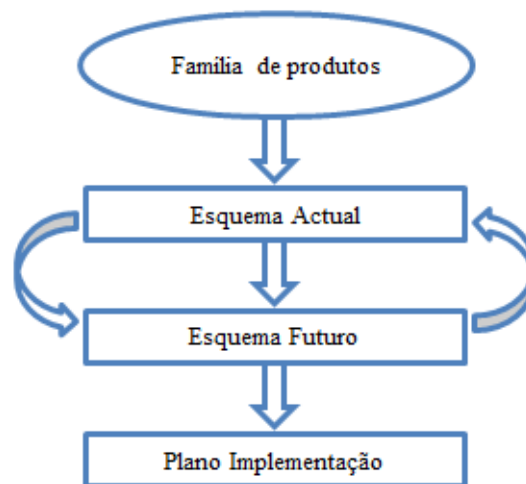 Família de produtos
Esquema Actual
Esquema Futuro
Plano Implementação